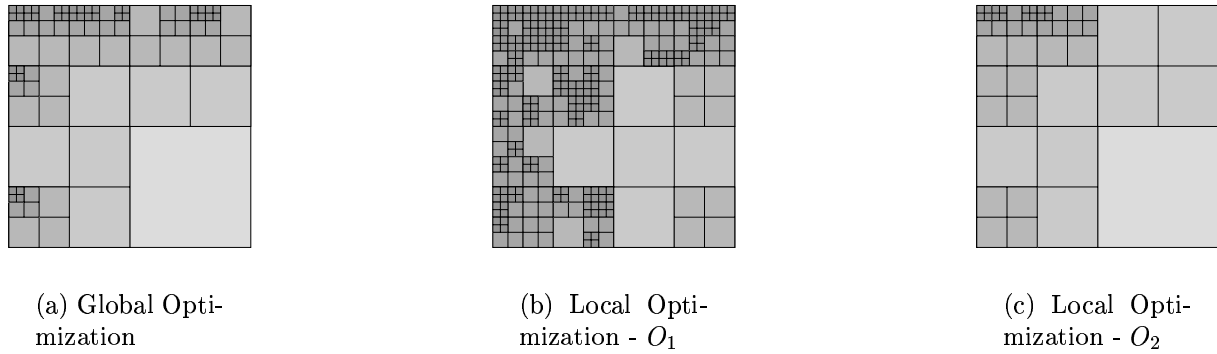 (a) Global Opti-
mization
(b) Local Opti-
mization - O₁
(c) Local Opti-
mization - O₂